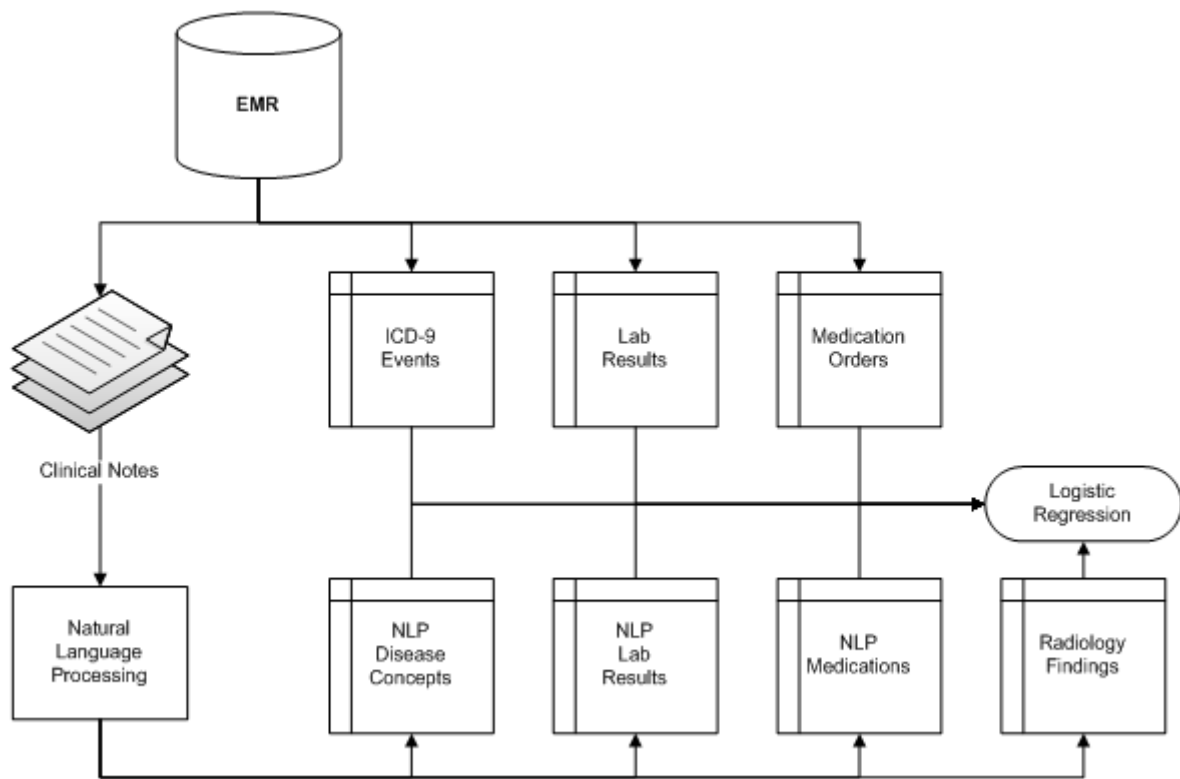 EMR
ICD-9
Events
Lab
Results
Medication
Orders
Clinical Notes
Logistic
Regression
Natural
Language
Processing
NLP
Disease
Concepts
NLP
Lab
Results
NLP
Medications
Radiology
Findings